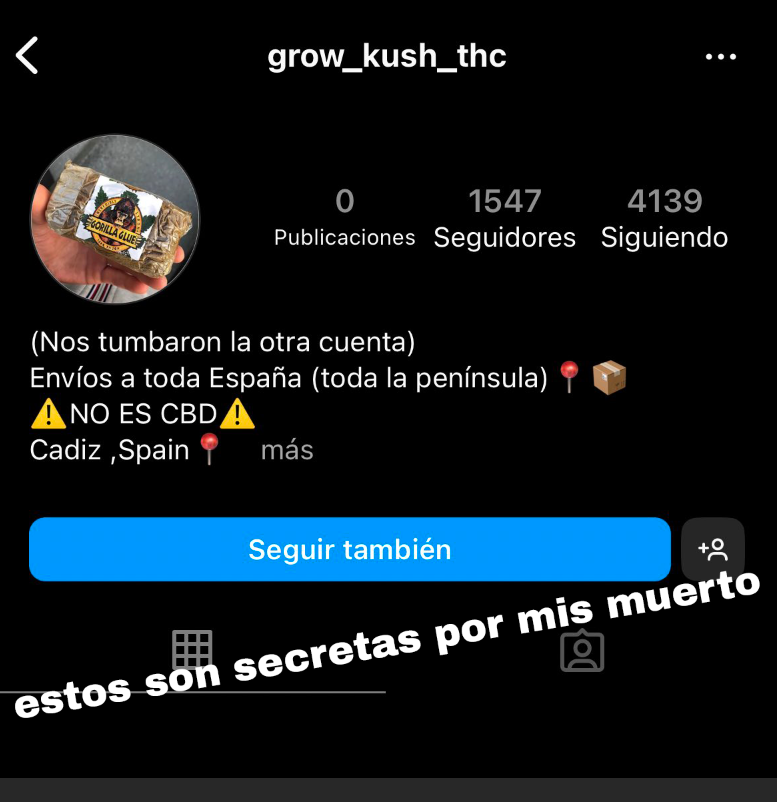 grow_kush_thc
GORILLA GLUE
0 1547 4139
Publicaciones Seguidores Siguiendo
(Nos tumbaron la otra cuenta)
Envíos a toda España (toda la península)📍📦
⚠️NO ES CBD⚠️
Cadiz ,Spain📍 más
Seguir también
estos son secretas por mis muerto